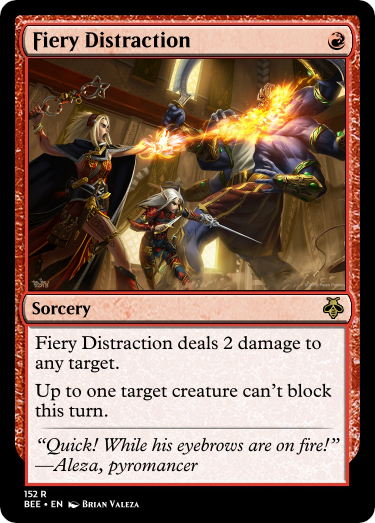 Fiery Distraction
Sorcery
Fiery Distraction deals 2 damage to
any target.
Up to one target creature can't block
this turn.
“Quick! While his eyebrows are on fire!”
—Aleza, pyromancer
152 R
BEE • EN Brian Valeza